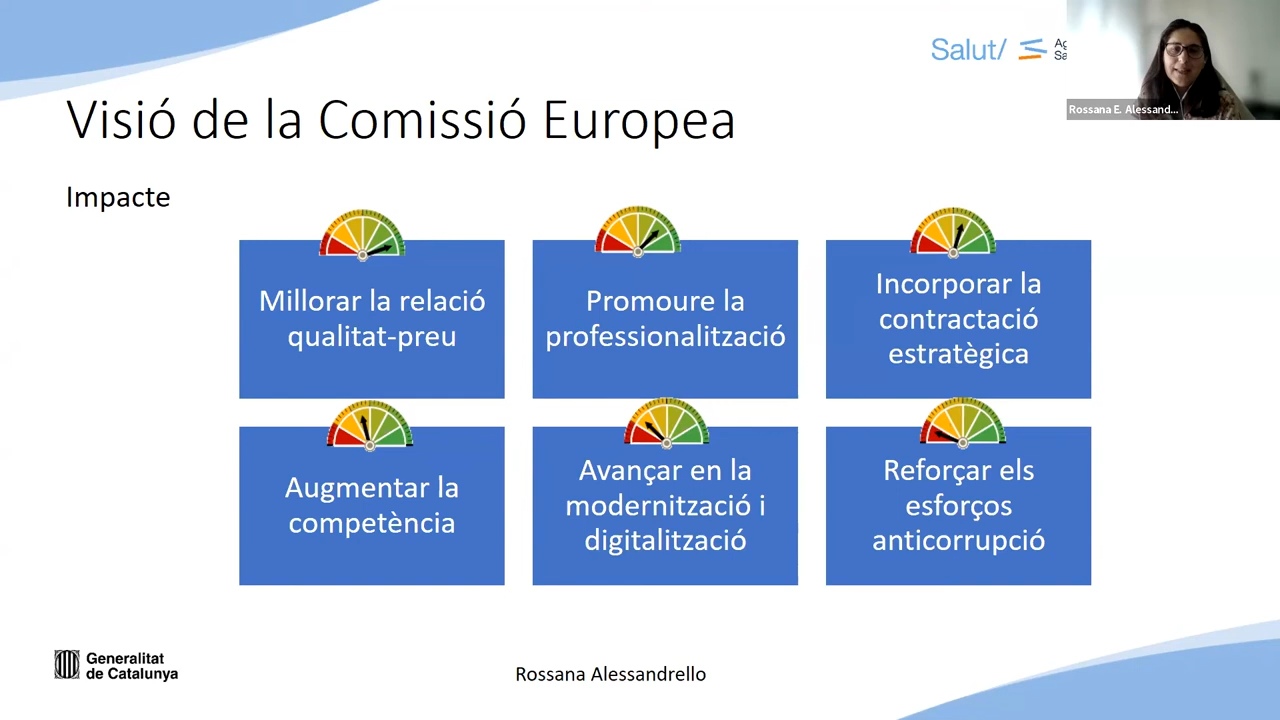 Salut/
Rossana E. Alessand...
Visió de la Comissió Europea
Impacte
Millorar la relació
qualitat-preu
Promoure la
professionalització
Incorporar la
contractació
estratègica
Augmentar la
competència
Avançar en la
modernització i
digitalització
Reforçar els
esforços
anticorrupció
Generalitat
de Catalunya
Rossana Alessandrello